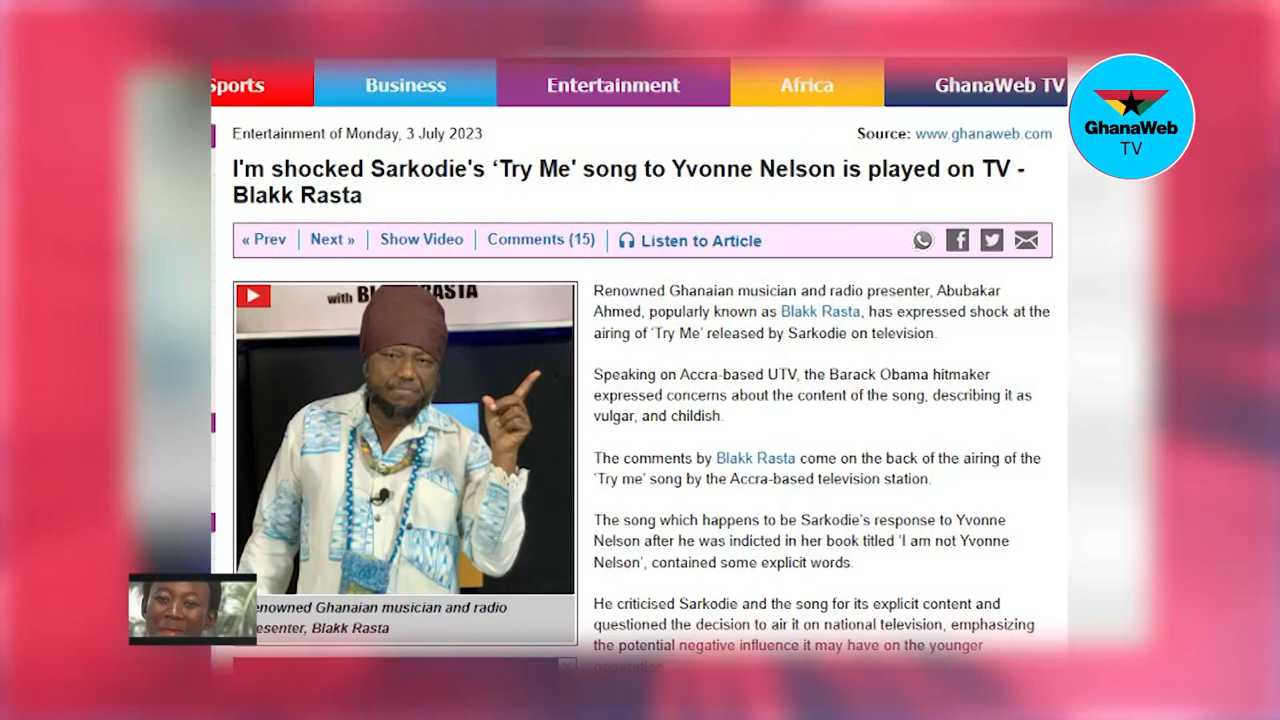 Sports
Business
Entertainment
Africa
GhanaWeb TV
GhanaWeb
TV
Entertainment of Monday, 3 July 2023
Source: www.ghanaweb.com
I'm shocked Sarkodie's ‘Try Me' song to Yvonne Nelson is played on TV -
Blakk Rasta
« Prev
Next »
Show Video
Comments (15)
Listen to Article
with BL RASTA
enowned Ghanaian musician and radio
esenter, Blakk Rasta
Renowned Ghanaian musician and radio presenter, Abubakar
Ahmed, popularly known as Blakk Rasta, has expressed shock at the
airing of ‘Try Me’ released by Sarkodie on television.
Speaking on Accra-based UTV, the Barack Obama hitmaker
expressed concerns about the content of the song, describing it as
vulgar, and childish.
The comments by Blakk Rasta come on the back of the airing of the
‘Try me’ song by the Accra-based television station.
The song which happens to be Sarkodie’s response to Yvonne
Nelson after he was indicted in her book titled ‘I am not Yvonne
Nelson’, contained some explicit words.
He criticised Sarkodie and the song for its explicit content and
questioned the decision to air it on national television, emphasizing
the potential negative influence it may have on the younger
generation.